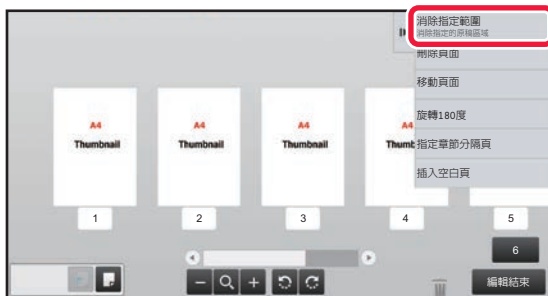 消除指定範圍
消除指定的原稿區域
刪除頁面
移動頁面
旋轉180度
指定章節分隔頁
插入空白頁
A4
Thumbnail
A4
Thumbnail
A4
Thumbnail
A4
Thumb
1
2
3
4
5
6
編輯結束